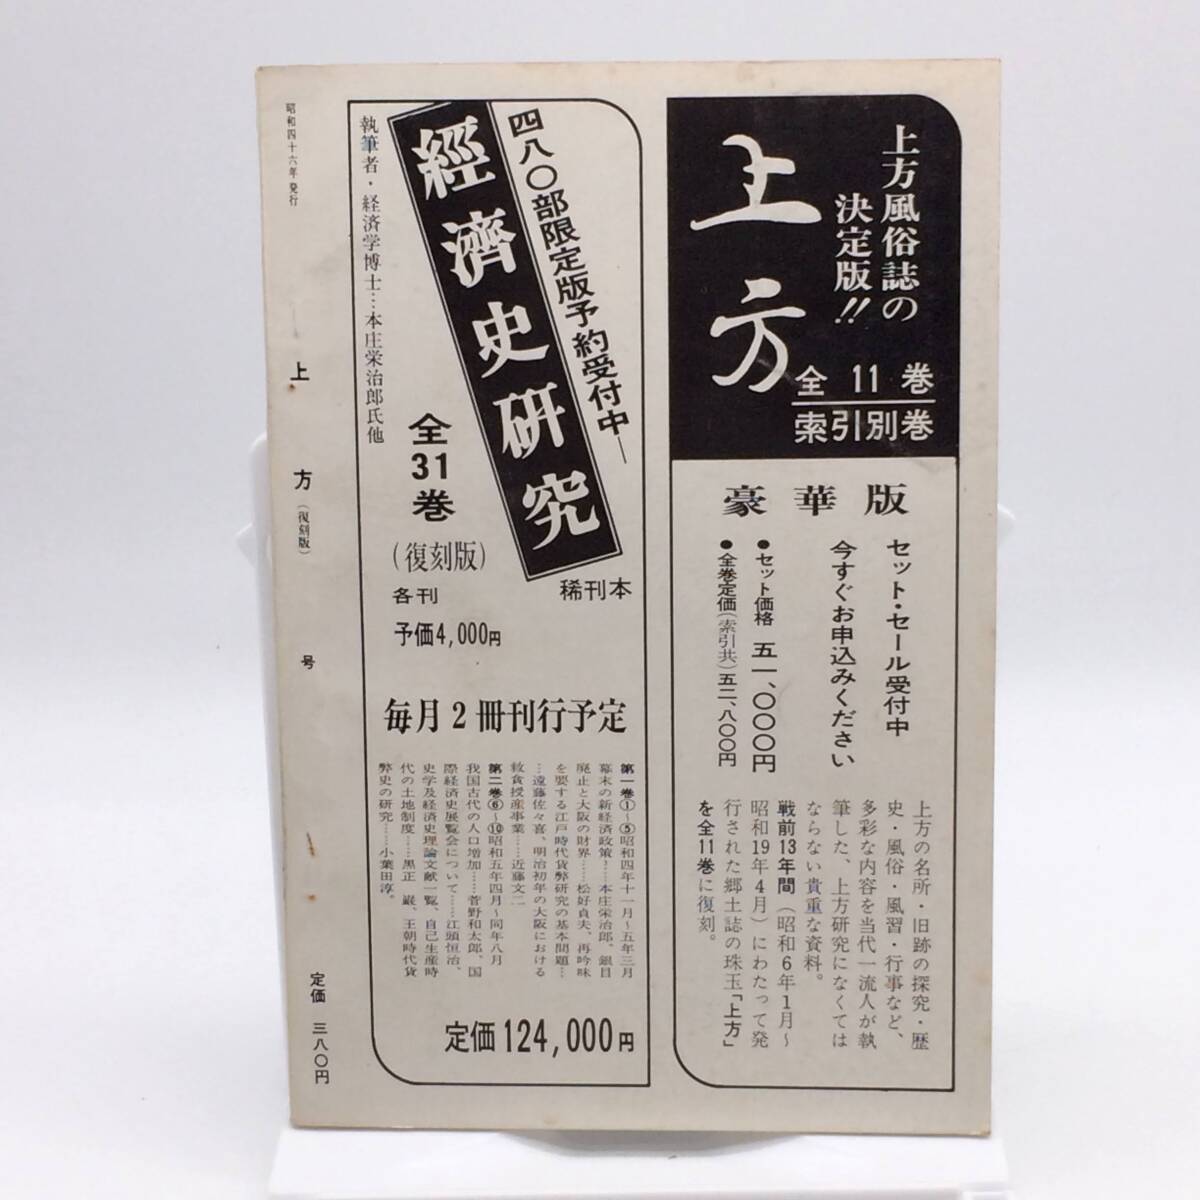 上方風俗誌の
決定版!!
上方
全11巻
索引別巻
豪華版
セット・セール受付中
今すぐお申込みください
●セット価格 五一、〇〇〇円
●全巻定価(索引共)五二、八〇〇円
上方の名所・旧跡の探究・歴
史・風俗・風習・行事など、
多彩な内容を当代一流人が執
筆した、上方研究になくては
ならない貴重な資料。
戦前13年間(昭和6年1月〜
昭和19年4月)にわたって発
行された郷土誌の珠玉「上方」
を全11巻に復刻。
四八〇部限定版予約受付中―
經濟史研究
執筆者・経済学博士…本庄栄治郎氏他
全31巻
(復刻版)
稀刊本
各刊
予価4,000円
毎月2冊刊行予定
第一巻①〜⑤昭和四年十一月〜五年三月
幕末の新経済政策…本庄栄治郎、銀目
廃止と大阪の財界…松好貞夫、再吟味
を要する江戸時代貨弊研究の基本問題…
…遠藤佐々喜、明治初年の大阪における
救貧授産事業……近藤文二
第二巻⑥〜⑩昭和五年四月〜同年八月
我国古代の人口増加……菅野和太郎、国
際経済史展覧会について……江頭恒治、
史学及経済史理論文献一覧、自己生産時
代の土地制度……黒正 巌、王朝時代貨
弊史の研究……小葉田淳。
定価124,000円
昭和四十六年発行
上方(復刻版) 号
定価 三八〇円